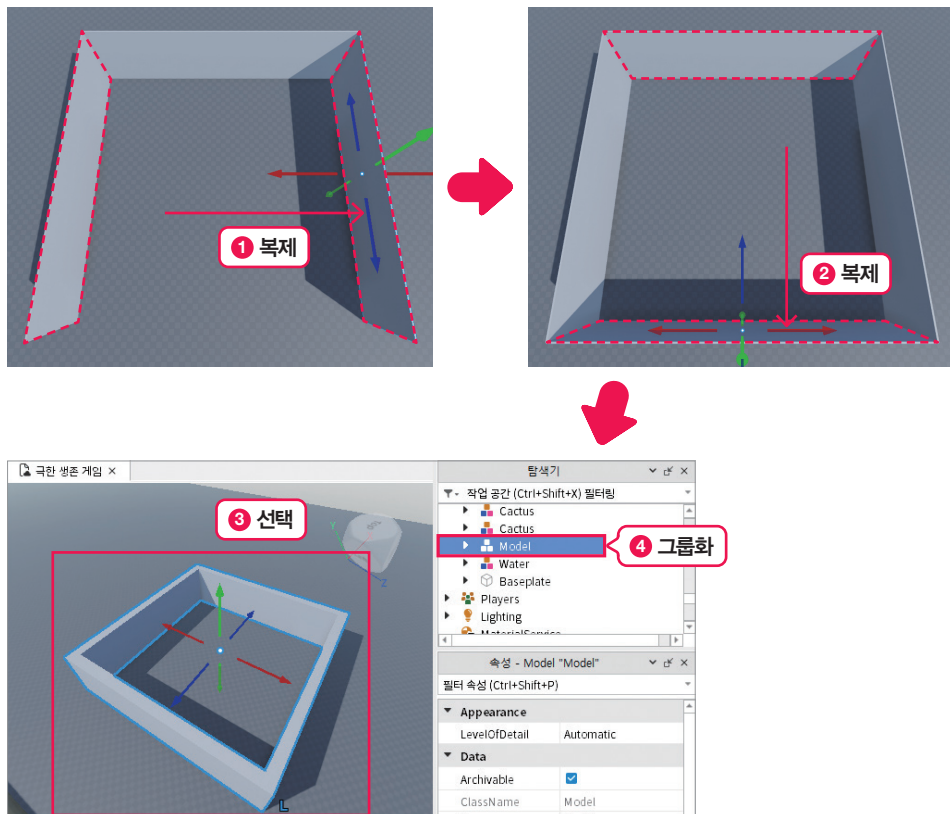 ① 복제
② 복제
극한 생존 게임 ×
Y
Z
③ 선택
L
탐색기
작업 공간 (Ctrl+Shift+X) 필터링
Cactus
Cactus
Model
④ 그룹화
Water
Baseplate
Players
Lighting
MaterialService
속성 - Model "Model"
필터 속성 (Ctrl+Shift+P)
Appearance
LevelOfDetail Automatic
Data
Archivable
ClassName Model